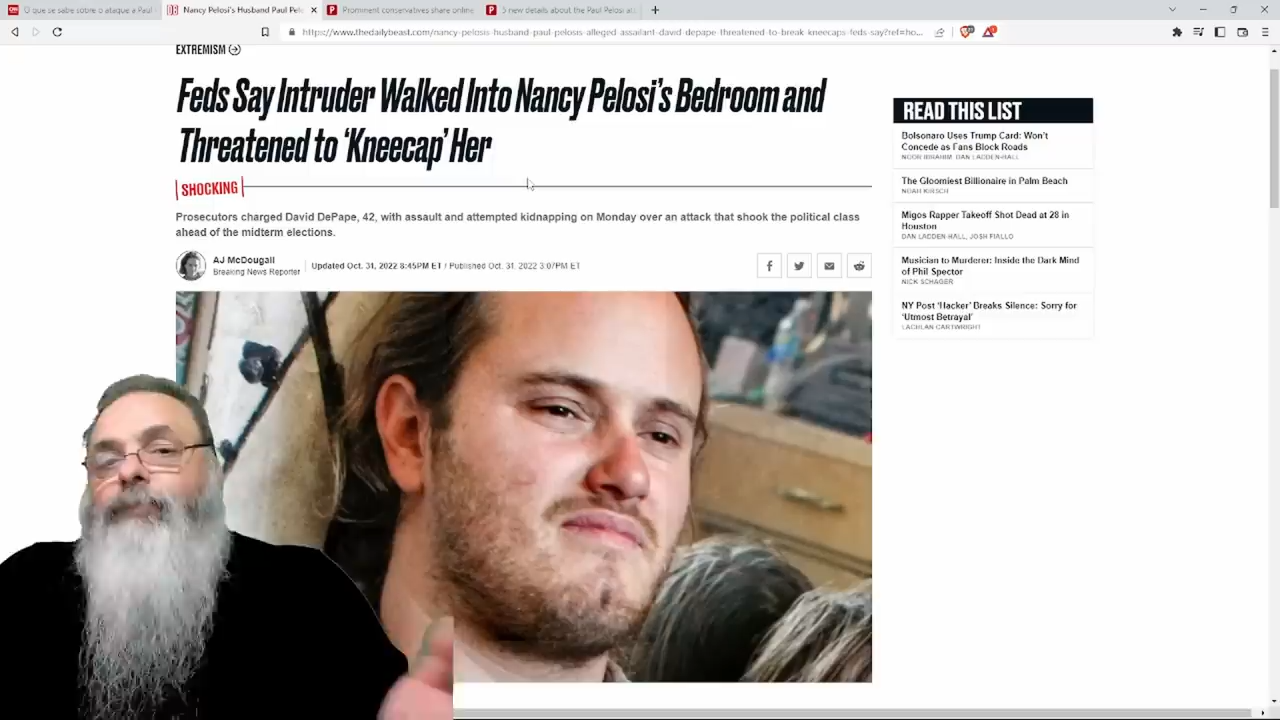 O que se sabe sobre o ataque a Paul
Nancy Pelosi's Husband Paul Pelo
Prominent conservatives share online
5 new details about the Paul Pelosi att
https://www.thedailybeast.com/nancy-pelosis-husband-paul-pelosis-alleged-assailant-david-depape-threatened-to-break-kneecaps-feds-say?ref=ho...
EXTREMISM
Feds Say Intruder Walked Into Nancy Pelosi's Bedroom and
Threatened to 'Kneecap' Her
SHOCKING
Prosecutors charged David DePape, 42, with assault and attempted kidnapping on Monday over an attack that shook the political class
ahead of the midterm elections.
AJ McDougall
Breaking News Reporter
Updated Oct. 31, 2022 8:45PM ET / Published Oct. 31, 2022 3:07PM ET
READ THIS LIST
Bolsonaro Uses Trump Card: Won't
Concede as Fans Block Roads
NOOR IBRAHIM, DAN LADDEN-HALL
The Gloomiest Billionaire in Palm Beach
NOAH KIRSCH
Migos Rapper Takeoff Shot Dead at 28 in
Houston
DAN LADDEN-HALL, JOSH FIALLO
Musician to Murderer: Inside the Dark Mind
of Phil Spector
NICK SCHAGER
NY Post 'Hacker' Breaks Silence: Sorry for
'Utmost Betrayal'
LACHLAN CARTWRIGHT